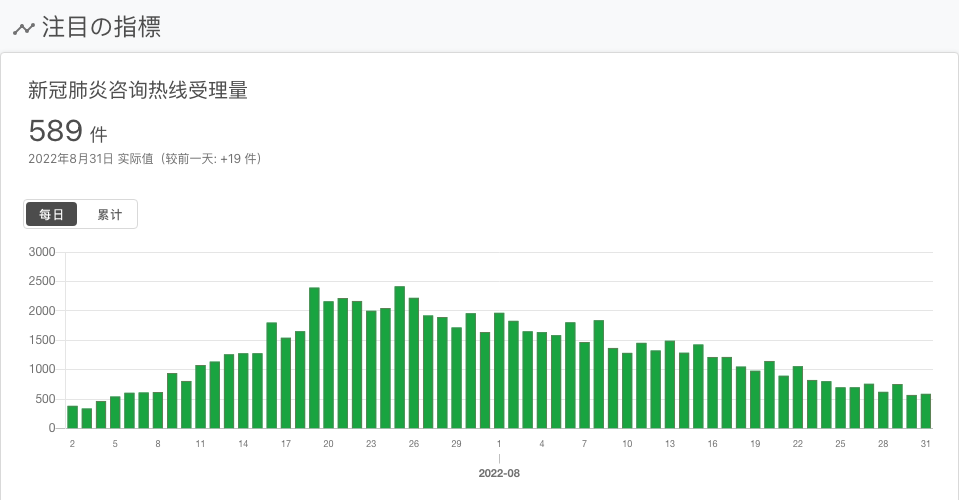 注目の指標
新冠肺炎咨询热线受理量
589 件
2022年8月31日 实际值（较前一天: +19 件）
每日 累计
3000
2500
2000
1500
1000
500
0
2 5 8 11 14 17 20 23 26 29 1 4 7 10 13 16 19 22 25 28 31
2022-08